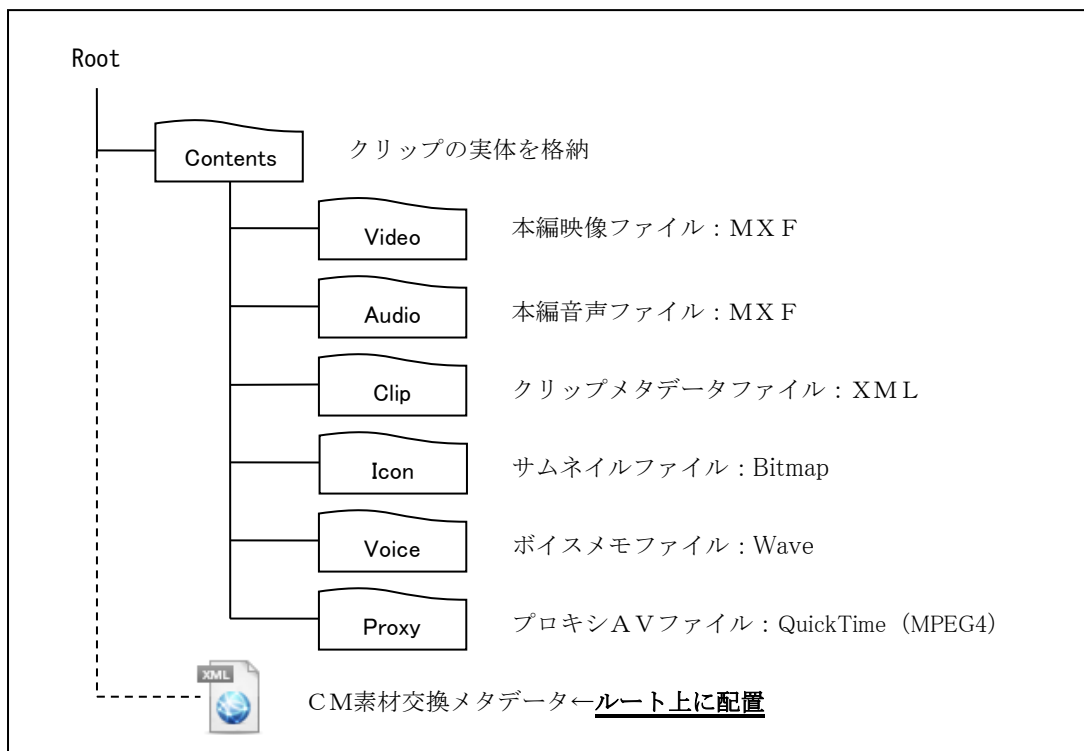 Root
Contents クリップの実体を格納
Video 本編映像ファイル：ＭＸＦ
Audio 本編音声ファイル：ＭＸＦ
Clip クリップメタデータファイル：ＸＭＬ
Icon サムネイルファイル：Bitmap
Voice ボイスメモファイル：Wave
Proxy プロキシＡＶファイル：QuickTime（MPEG4）
XML
ＣＭ素材交換メタデータ←ルート上に配置